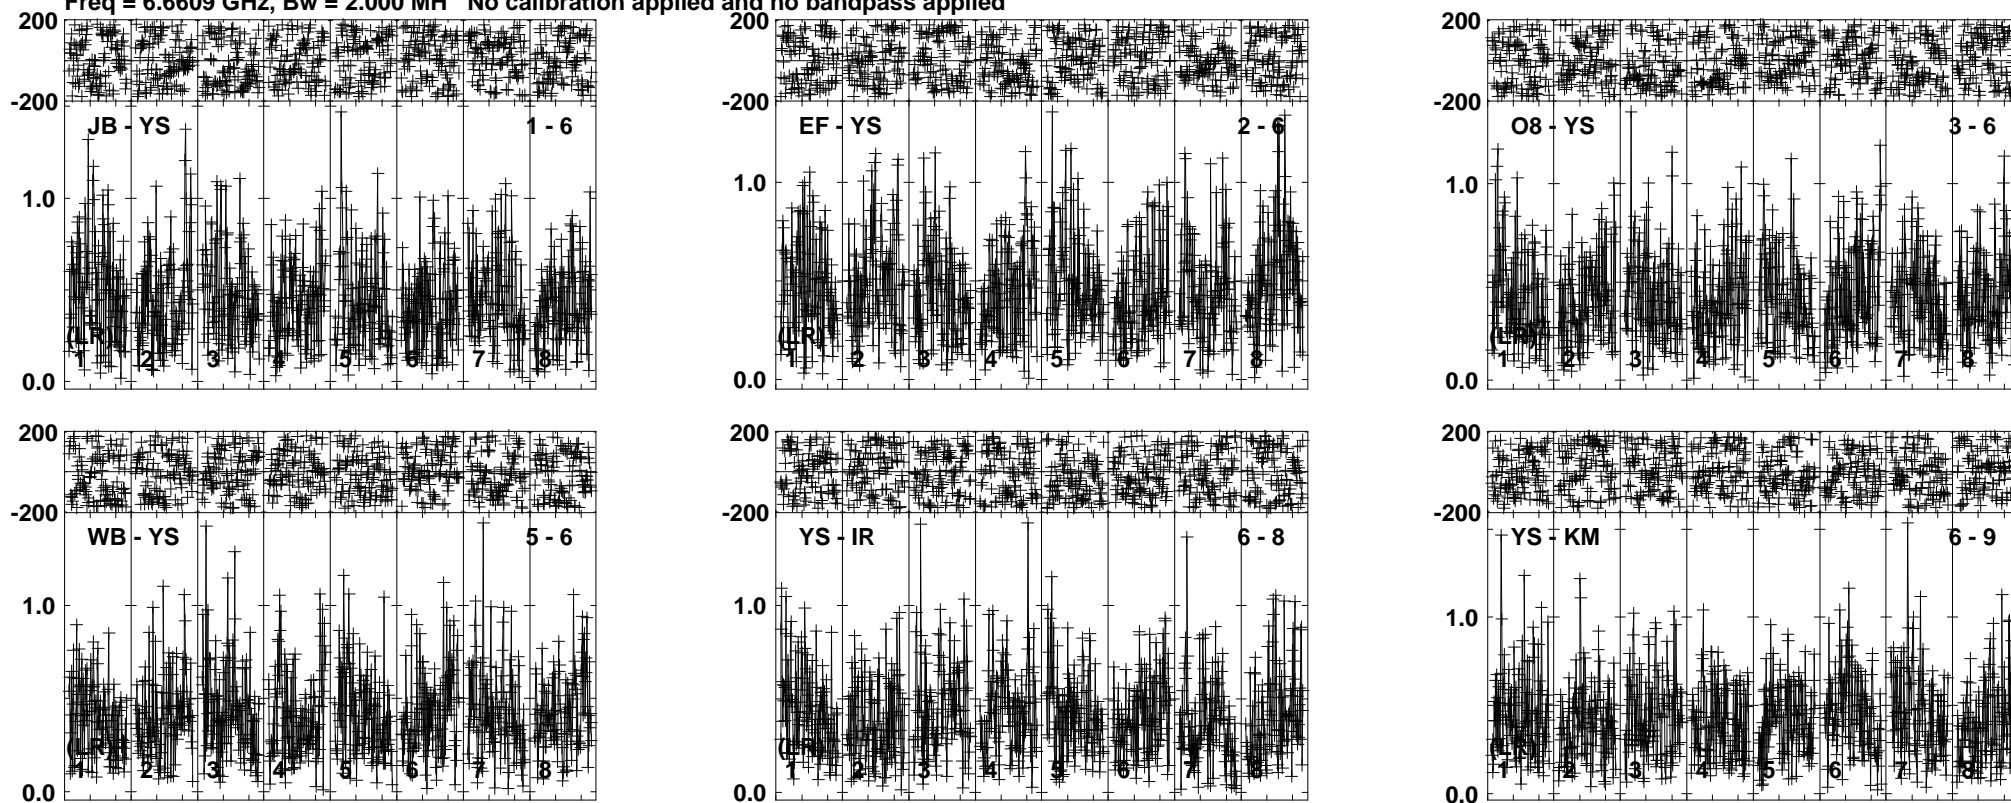 Freq = 6.6609 GHz, Bw = 2.000 MH No calibration applied and no bandpass applied
200
-200
JB - YS 1 - 6
1.0
(LR)
1 2 3 4 5 6 7 8
0.0
200
-200
EF - YS 2 - 6
1.0
(LR)
1 2 3 4 5 6 7 8
0.0
200
-200
O8 - YS 3 - 6
1.0
(LR)
1 2 3 4 5 6 7 8
0.0
200
-200
WB - YS 5 - 6
1.0
(LR)
1 2 3 4 5 6 7 8
0.0
200
-200
YS - IR 6 - 8
1.0
(LR)
1 2 3 4 5 6 7 8
0.0
200
-200
YS - KM 6 - 9
1.0
(LR)
1 2 3 4 5 6 7 8
0.0